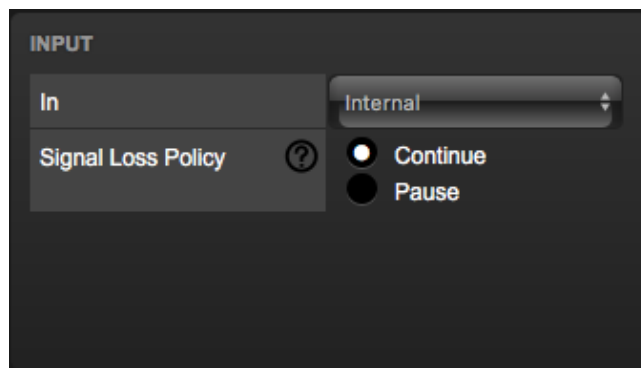 INPUT
In
Internal
Signal Loss Policy
?
Continue
Pause